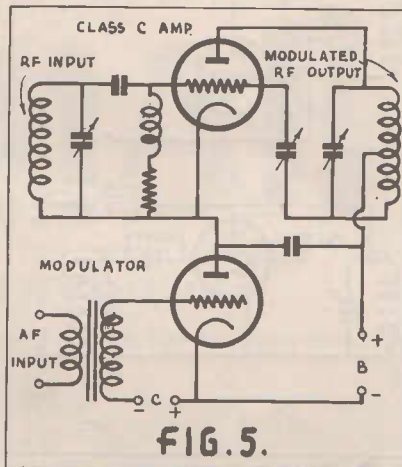 CLASS C AMP.
RF INPUT
MODULATED
RF OUTPUT
MODULATOR
AF
INPUT
- C +
+
B
-
FIG.5.